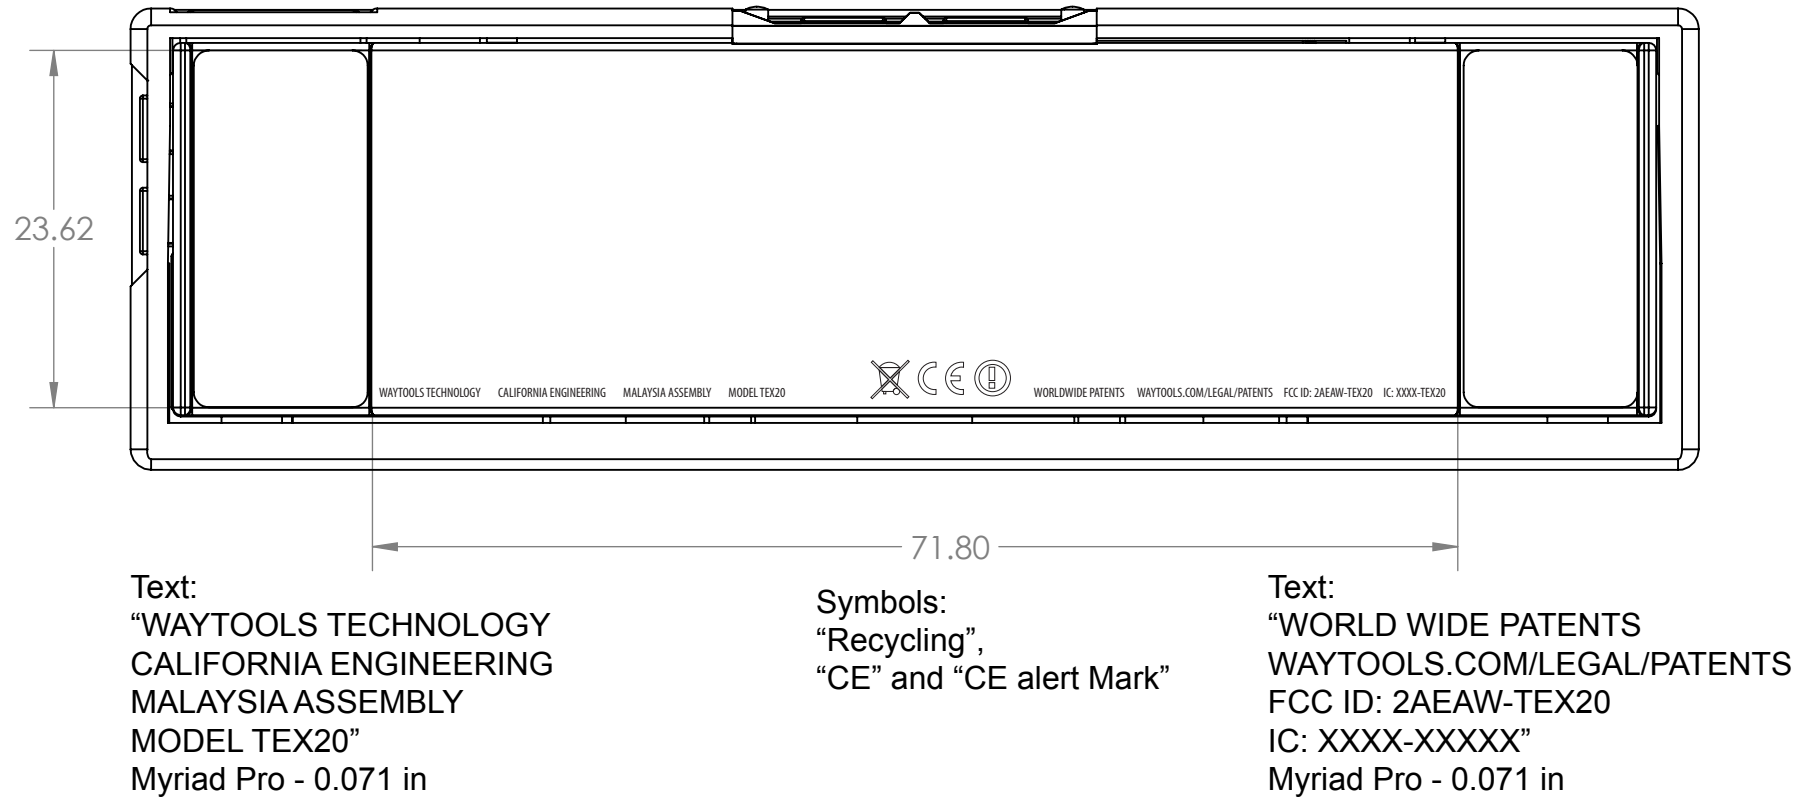 23.62
WAYTOOLS TECHNOLOGY CALIFORNIA ENGINEERING MALAYSIA ASSEMBLY MODEL TEX20 CE WORLDWIDE PATENTS WAYTOOLS.COM/LEGAL/PATENTS FCC ID: 2AEAW-TEX20 IC: XXXX-TEX20
71.80
Text:
“WAYTOOLS TECHNOLOGY
CALIFORNIA ENGINEERING
MALAYSIA ASSEMBLY
MODEL TEX20”
Myriad Pro - 0.071 in
Symbols:
“Recycling”,
“CE” and “CE alert Mark”
Text:
“WORLD WIDE PATENTS
WAYTOOLS.COM/LEGAL/PATENTS
FCC ID: 2AEAW-TEX20
IC: XXXX-XXXXX”
Myriad Pro - 0.071 in